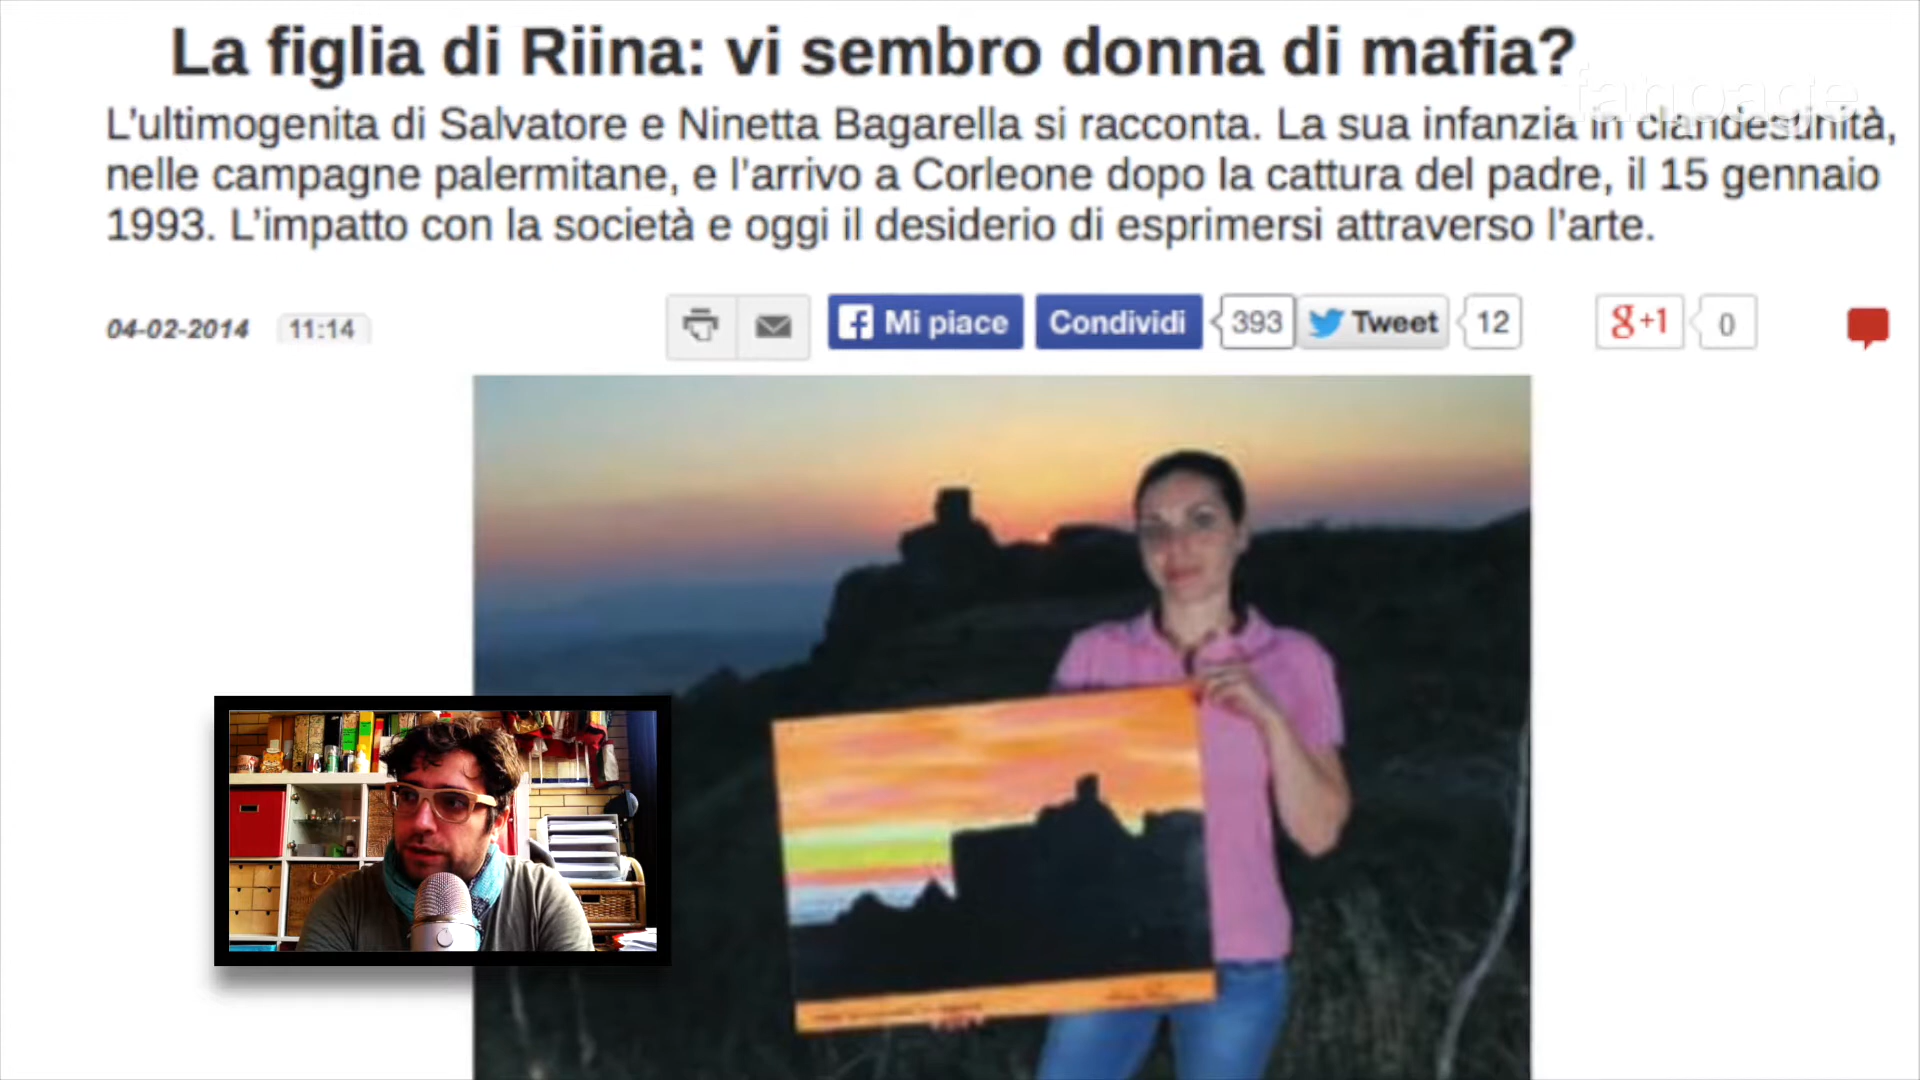 La figlia di Riina: vi sembro donna di mafia?
fanpage
L'ultimogenita di Salvatore e Ninetta Bagarella si racconta. La sua infanzia in clandestinità,
nelle campagne palermitane, e l'arrivo a Corleone dopo la cattura del padre, il 15 gennaio
1993. L'impatto con la società e oggi il desiderio di esprimersi attraverso l'arte.
04-02-2014 11:14 Mi piace Condividi 393 Tweet 12 g+1 0